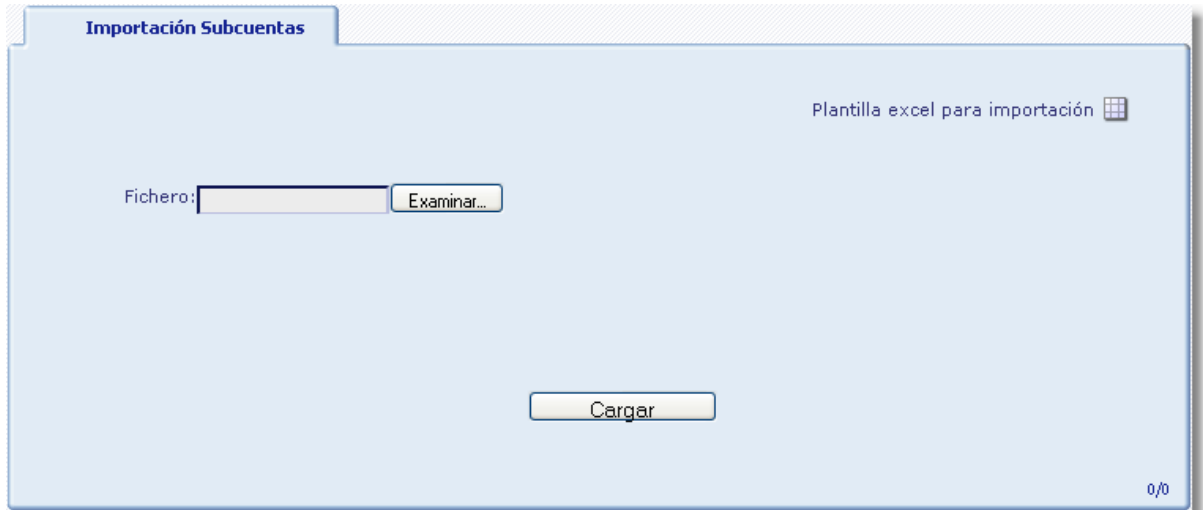 Importación Subcuentas
Plantilla excel para importación
Fichero: Examinar...
Cargar
0/0